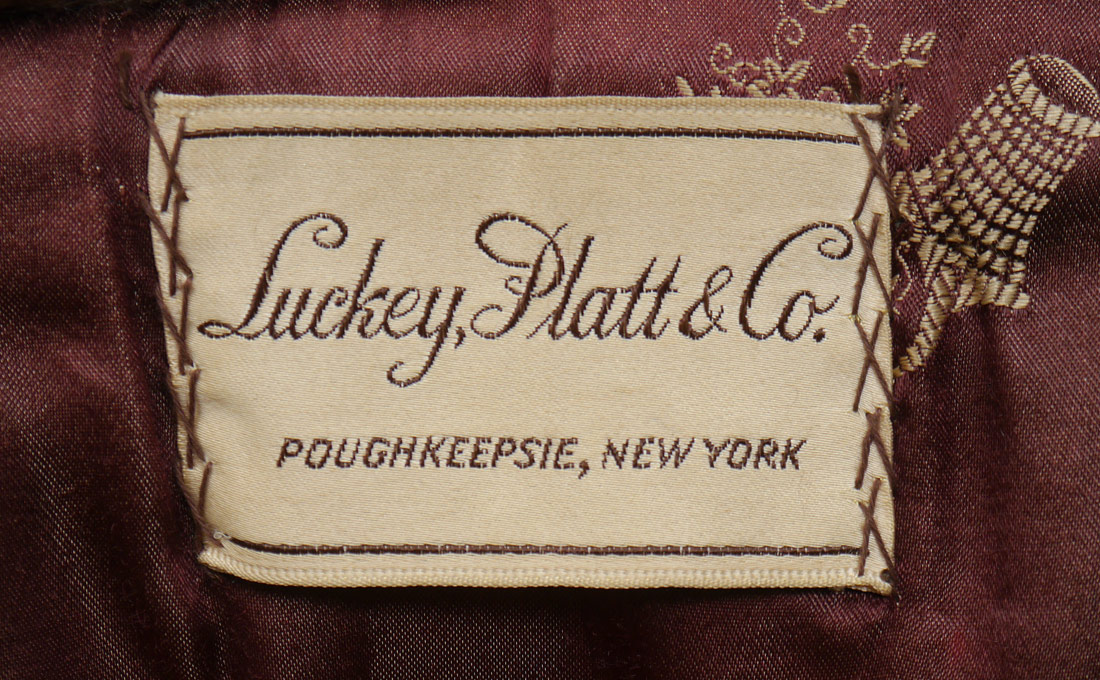 Luckey, Platt & Co.
POUGHKEEPSIE, NEW YORK